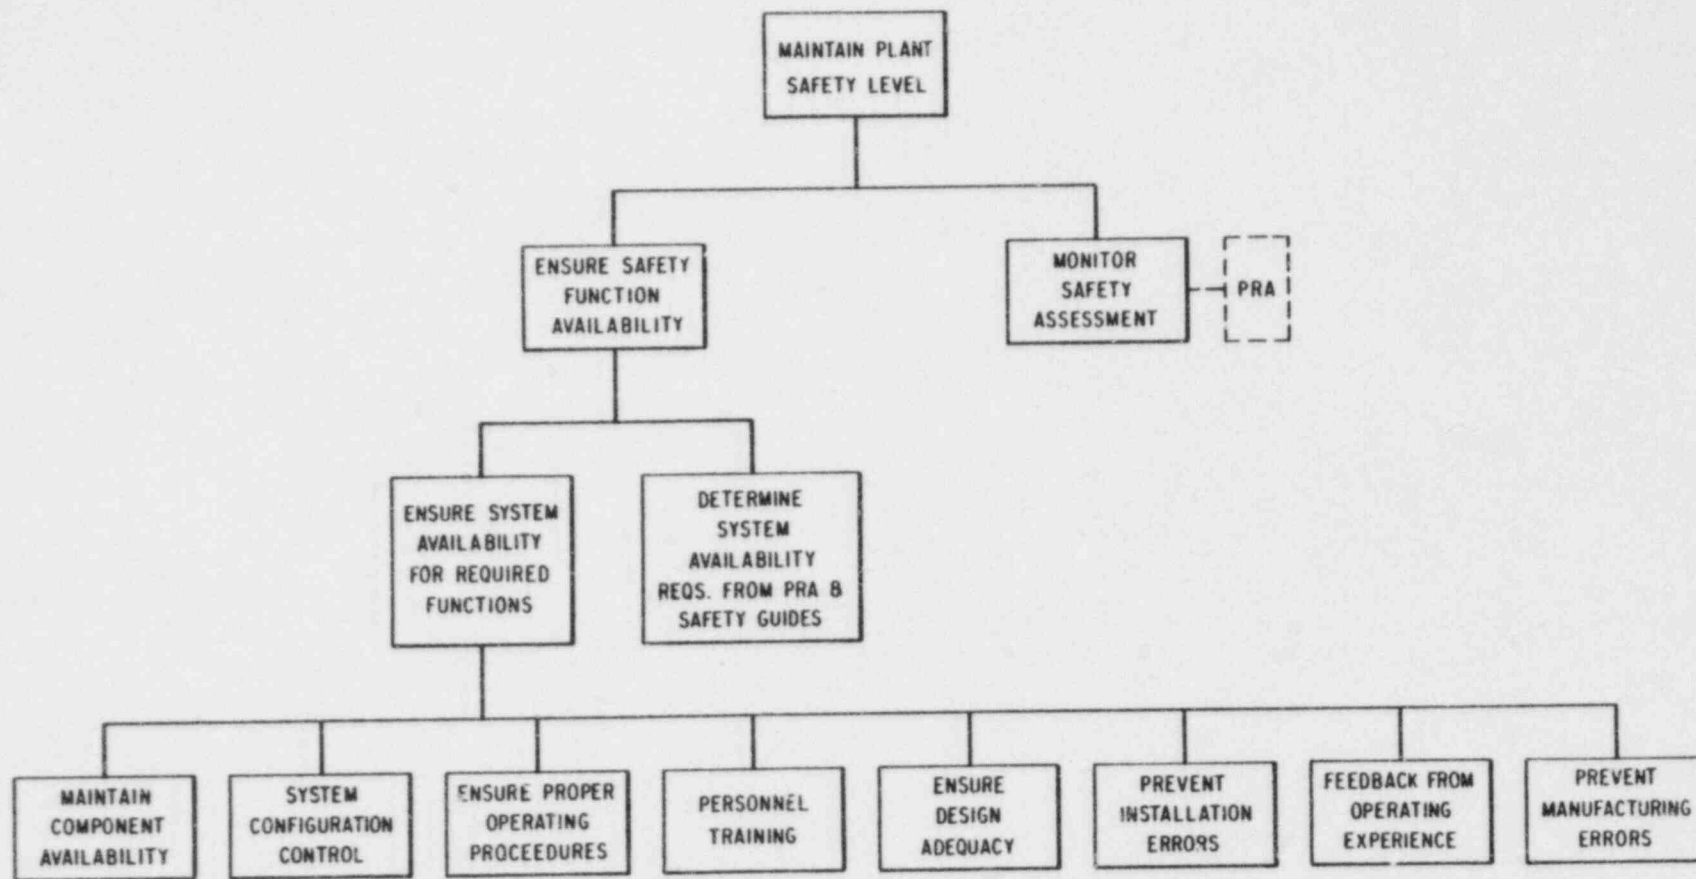 MAINTAIN PLANT
SAFETY LEVEL
ENSURE SAFETY
FUNCTION
AVAILABILITY
MONITOR
SAFETY
ASSESSMENT
PRA
ENSURE SYSTEM
AVAILABILITY
FOR REQUIRED
FUNCTIONS
DETERMINE
SYSTEM
AVAILABILITY
REQS. FROM PRA &
SAFETY GUIDES
MAINTAIN
COMPONENT
AVAILABILITY
SYSTEM
CONFIGURATION
CONTROL
ENSURE PROPER
OPERATING
PROCEEDURES
PERSONNEL
TRAINING
ENSURE
DESIGN
ADEQUACY
PREVENT
INSTALLATION
ERRORS
FEEDBACK FROM
OPERATING
EXPERIENCE
PREVENT
MANUFACTURING
ERRORS